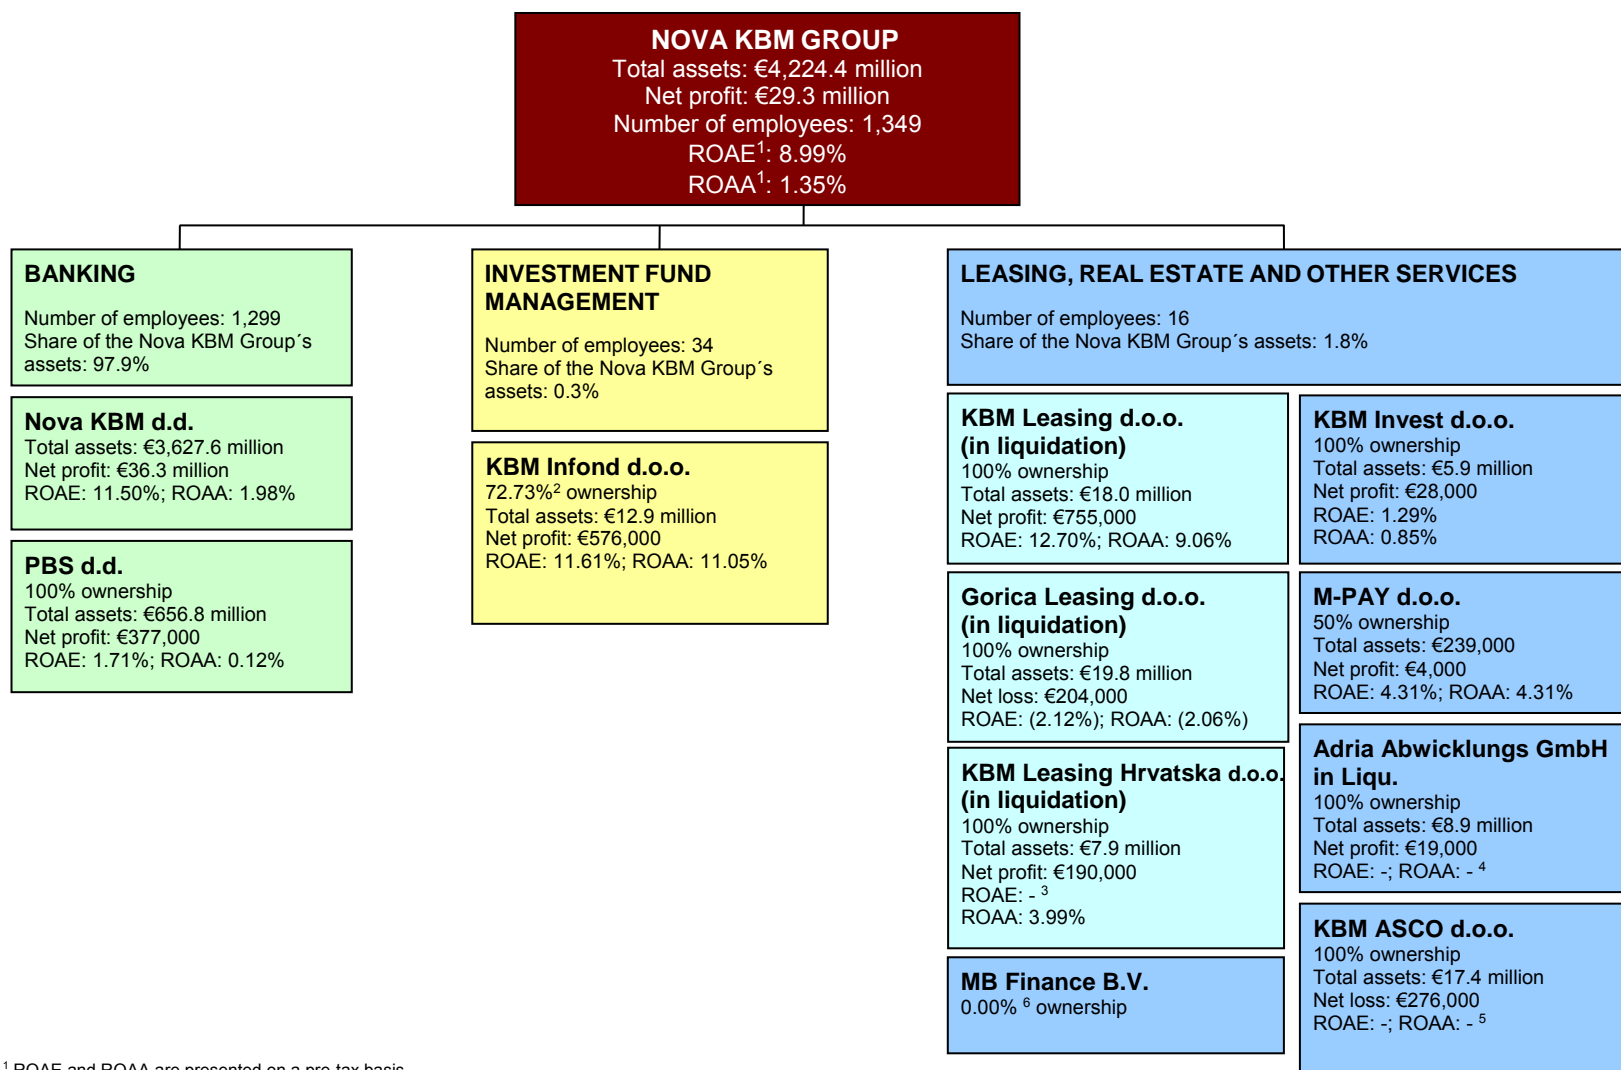 NOVA KBM GROUP
Total assets: €4,224.4 million
Net profit: €29.3 million
Number of employees: 1,349
ROAE1: 8.99%
ROAA1: 1.35%
BANKING
Number of employees: 1,299
Share of the Nova KBM Group´s
assets: 97.9%
Nova KBM d.d.
Total assets: €3,627.6 million
Net profit: €36.3 million
ROAE: 11.50%; ROAA: 1.98%
PBS d.d.
100% ownership
Total assets: €656.8 million
Net profit: €377,000
ROAE: 1.71%; ROAA: 0.12%
INVESTMENT FUND
MANAGEMENT
Number of employees: 34
Share of the Nova KBM Group´s
assets: 0.3%
KBM Infond d.o.o.
72.73%2 ownership
Total assets: €12.9 million
Net profit: €576,000
ROAE: 11.61%; ROAA: 11.05%
LEASING, REAL ESTATE AND OTHER SERVICES
Number of employees: 16
Share of the Nova KBM Group´s assets: 1.8%
KBM Leasing d.o.o.
(in liquidation)
100% ownership
Total assets: €18.0 million
Net profit: €755,000
ROAE: 12.70%; ROAA: 9.06%
Gorica Leasing d.o.o.
(in liquidation)
100% ownership
Total assets: €19.8 million
Net loss: €204,000
ROAE: (2.12%); ROAA: (2.06%)
KBM Leasing Hrvatska d.o.o.
(in liquidation)
100% ownership
Total assets: €7.9 million
Net profit: €190,000
ROAE: - 3
ROAA: 3.99%
MB Finance B.V.
0.00% 6 ownership
KBM Invest d.o.o.
100% ownership
Total assets: €5.9 million
Net profit: €28,000
ROAE: 1.29%
ROAA: 0.85%
M-PAY d.o.o.
50% ownership
Total assets: €239,000
Net profit: €4,000
ROAE: 4.31%; ROAA: 4.31%
Adria Abwicklungs GmbH
in Liqu.
100% ownership
Total assets: €8.9 million
Net profit: €19,000
ROAE: -; ROAA: - 4
KBM ASCO d.o.o.
100% ownership
Total assets: €17.4 million
Net loss: €276,000
ROAE: -; ROAA: - 5
1 ROAE and ROAA are presented on a pre-tax basis